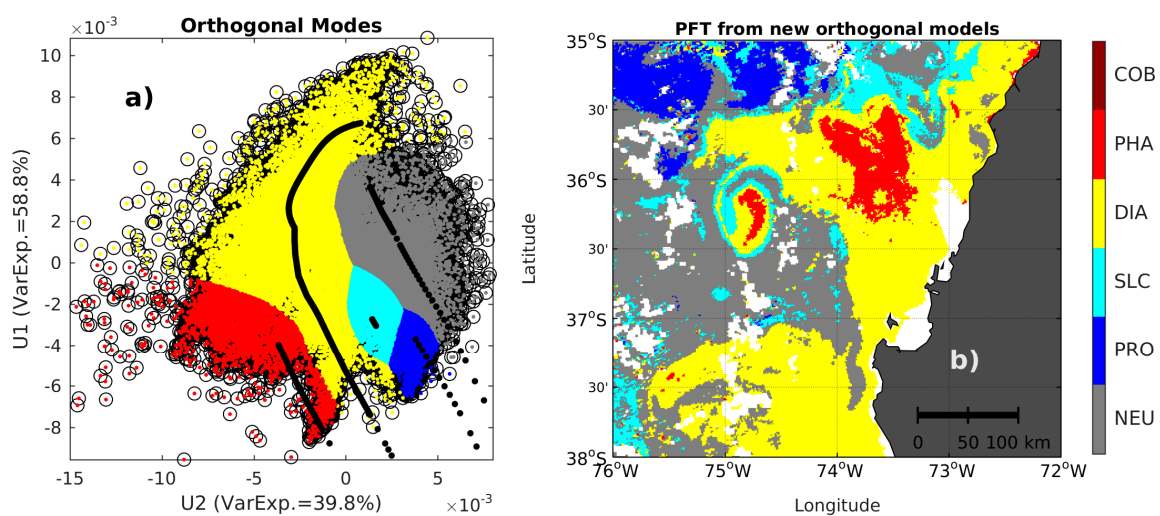 Orthogonal Modes
×10⁻³
10
8
6
4
2
0
-2
-4
-6
-8
U1 (VarExp.=58.8%)
a)
-15
-10
-5
0
5
×10⁻³
U2 (VarExp.=39.8%)
PFT from new orthogonal models
35°S
30'
36°S
30'
37°S
30'
38°S
Latitude
76°W
75°W
74°W
73°W
72°W
Longitude
b)
0 50 100 km
COB
PHA
DIA
SLC
PRO
NEU